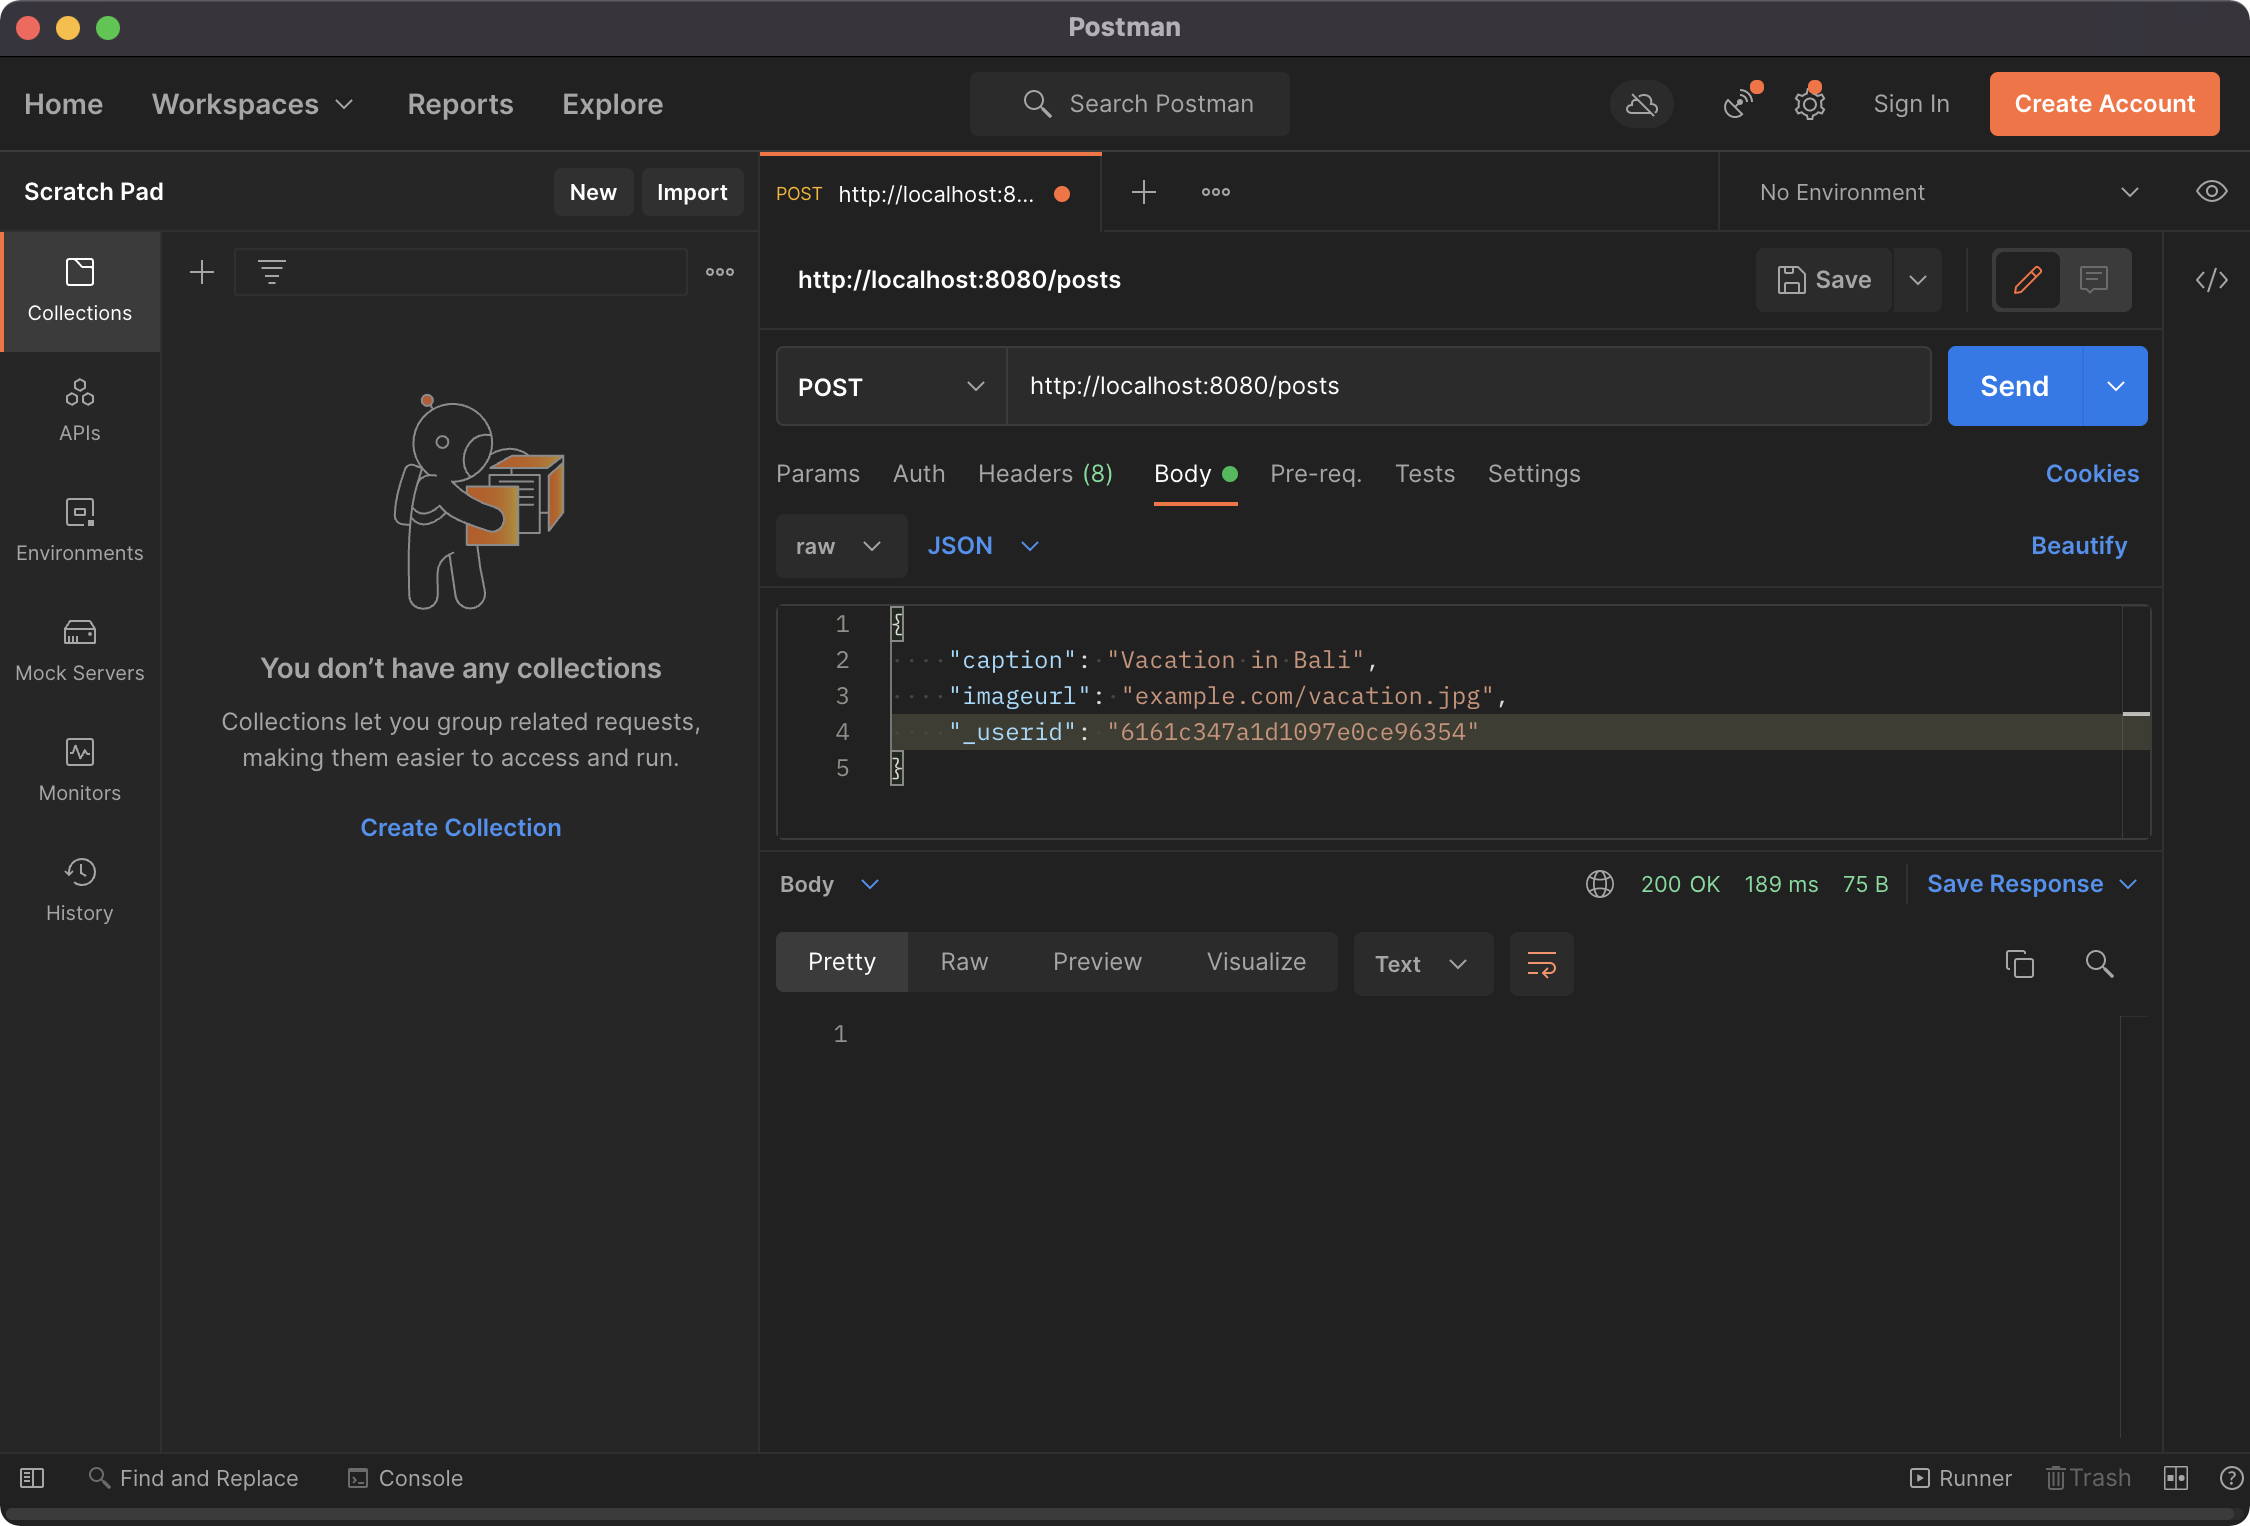 Postman
Home Workspaces Reports Explore Search Postman Sign In Create Account
Scratch Pad New Import
POST http://localhost:8...
No Environment
Collections
APIs
Environments
Mock Servers
Monitors
History
You don’t have any collections
Collections let you group related requests,
making them easier to access and run.
Create Collection
http://localhost:8080/posts
Save
POST http://localhost:8080/posts Send
Params Auth Headers (8) Body Pre-req. Tests Settings Cookies
raw JSON Beautify
1 {
2 "caption": "Vacation in Bali",
3 "imageurl": "example.com/vacation.jpg",
4 "_userid": "6161c347a1d1097e0ce96354"
5 }
Body 200 OK 189 ms 75 B Save Response
Pretty Raw Preview Visualize Text
1
Find and Replace Console Runner Trash